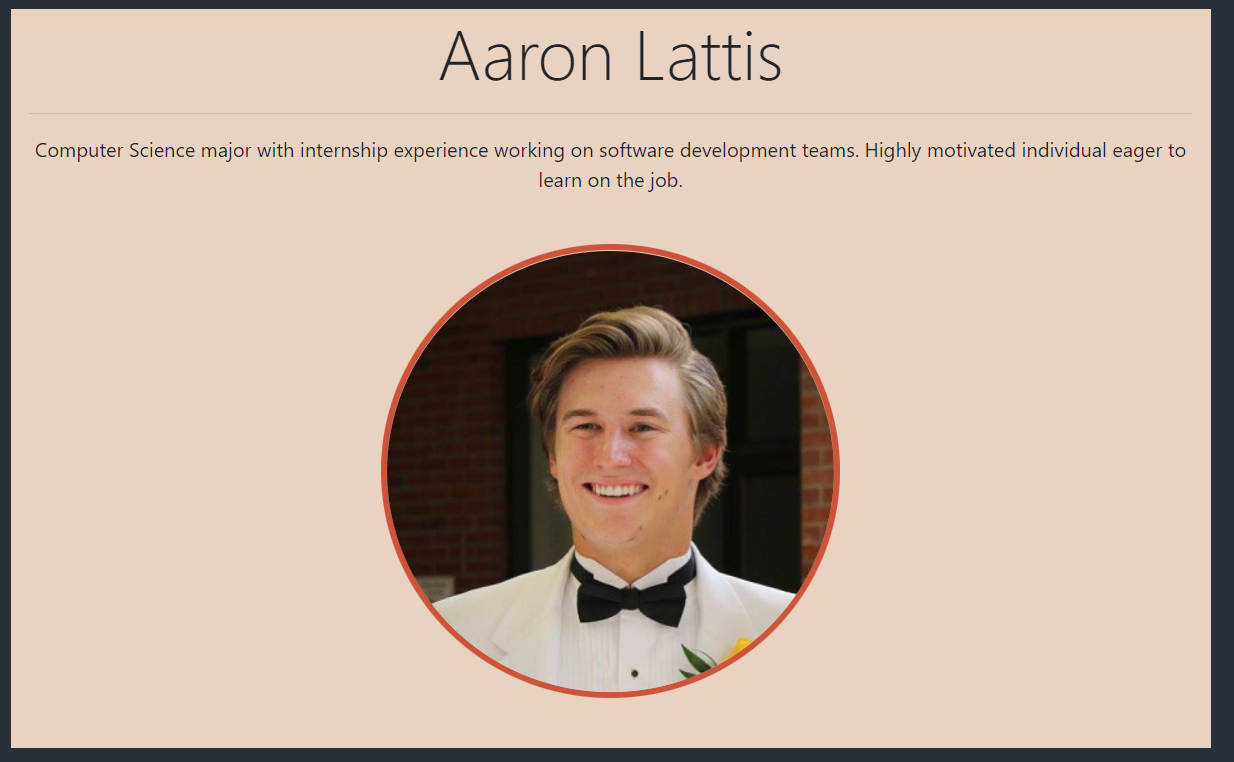 Aaron Lattis
Computer Science major with internship experience working on software development teams. Highly motivated individual eager to
learn on the job.